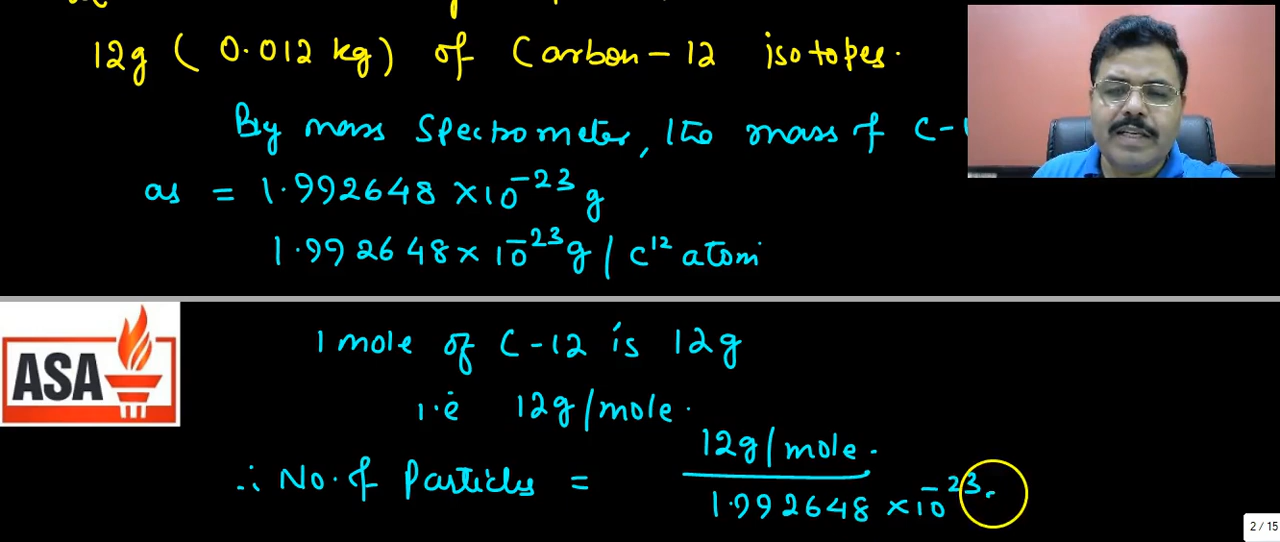 12g ( 0.012 kg) of Carbon-12 isotopes.
By mass Spectrometer, the mass of C-1
as = 1.992648 ×10⁻²³ g
1.992648 × 10⁻²³ g / C¹² atom
ASA
1 mole of C-12 is 12g
i.e 12g/mole.
12g/mole.
∴ No. of Particles =
1.992648 ×10⁻²³.
2 / 15